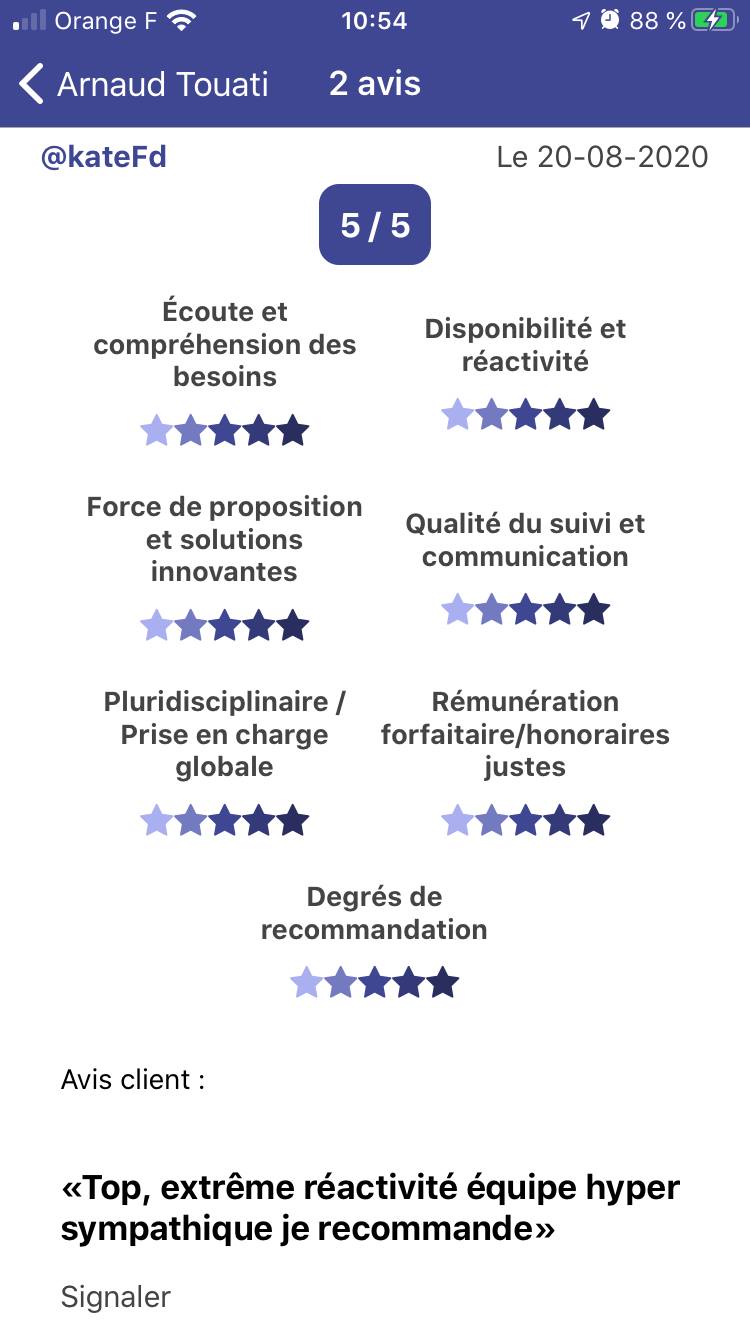 Orange F 10:54 88 %
Arnaud Touati 2 avis
@kateFd Le 20-08-2020
5 / 5
Écoute et
compréhension des
besoins
Disponibilité et
réactivité
Force de proposition
et solutions
innovantes
Qualité du suivi et
communication
Pluridisciplinaire /
Prise en charge
globale
Rémunération
forfaitaire/honoraires
justes
Degrés de
recommandation
Avis client :
«Top, extrême réactivité équipe hyper
sympathique je recommande»
Signaler